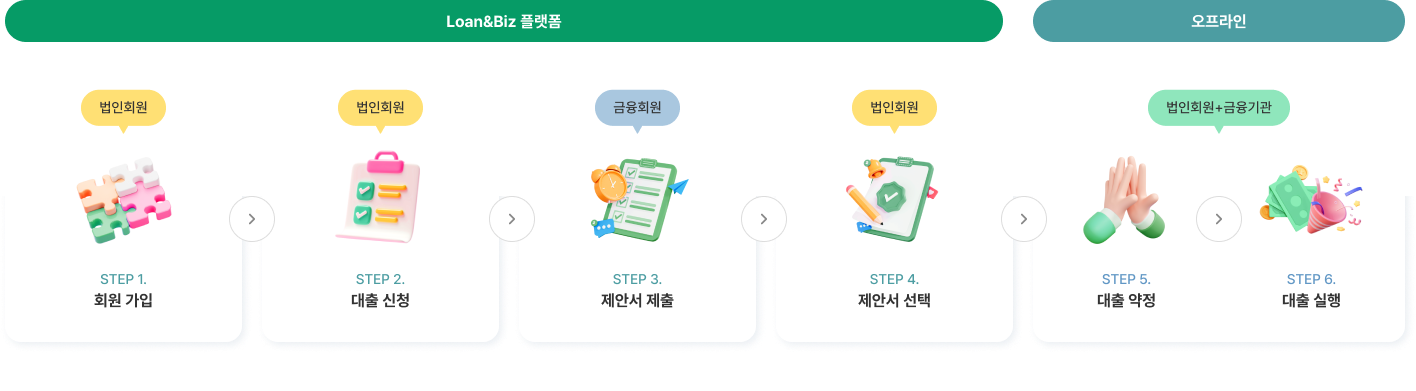 Loan&Biz 플랫폼
오프라인
법인회원
법인회원
금융회원
법인회원
법인회원+금융기관
STEP 1.
회원 가입
STEP 2.
대출 신청
STEP 3.
제안서 제출
STEP 4.
제안서 선택
STEP 5.
대출 약정
STEP 6.
대출 실행